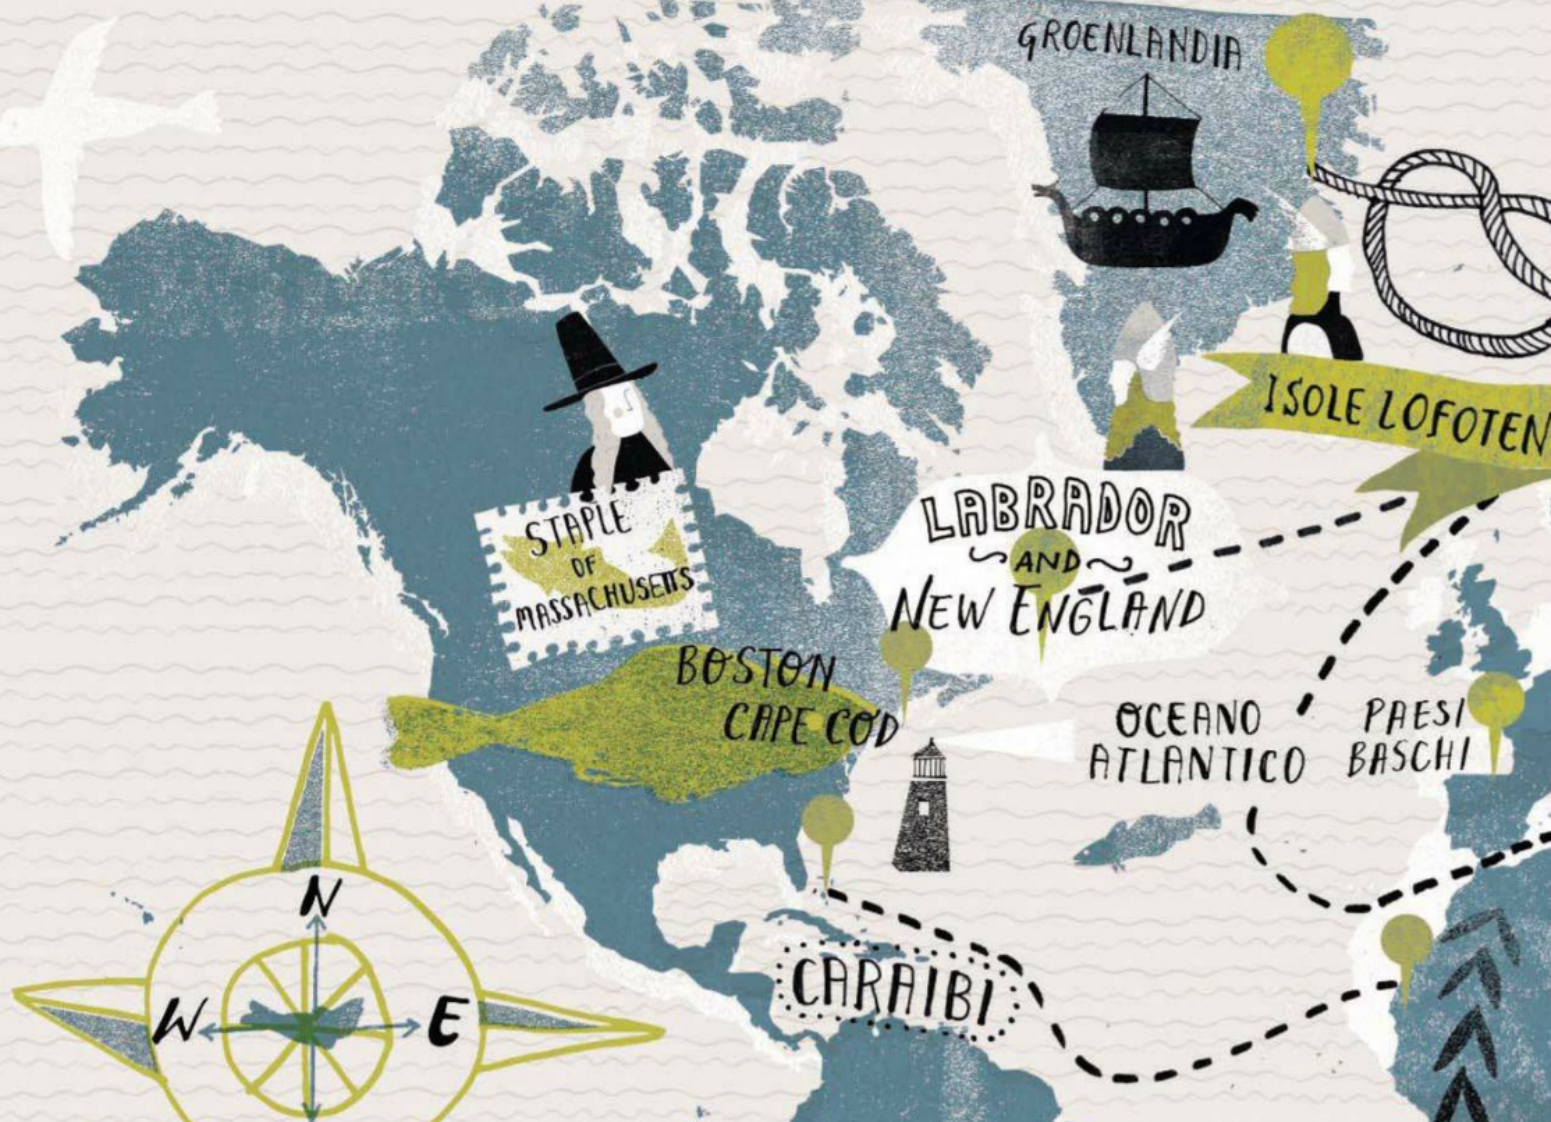 GROENLANDIA
ISOLE LOFOTEN
LABRADOR
AND
NEW ENGLAND
STAPLE
OF
MASSACHUSETTS
BOSTON
CAPE COD
OCEANO
ATLANTICO
PAESI
BASCHI
CARAIBI
N
W
E